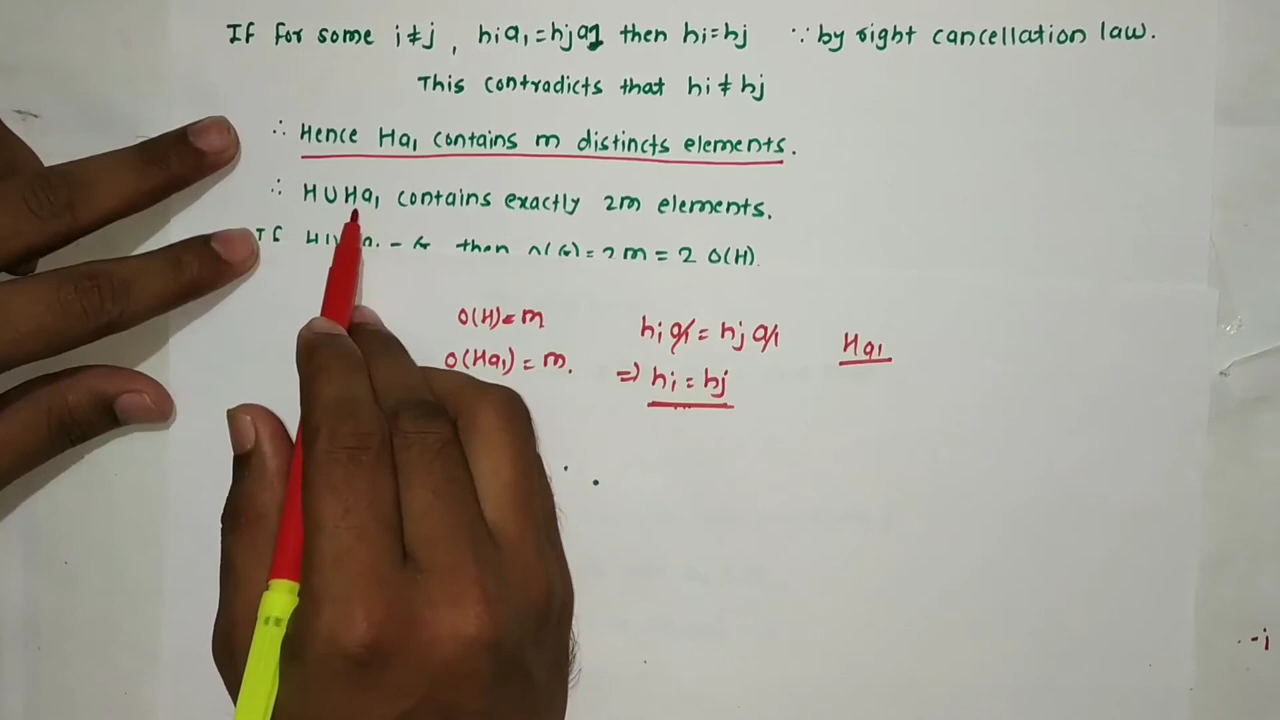 If for some i≠j , hia₁=hja1 then hi=hj ∵ by right cancellation law.
This contradicts that hi≠hj
∴ Hence Ha₁ contains m distincts elements.
∴ HUHa₁ contains exactly 2m elements.
then = 2m = 2 O(H).
O(H)=m
O(Ha₁) = m.
hi a1 = hj a1
⇒ hi = hj
Ha₁